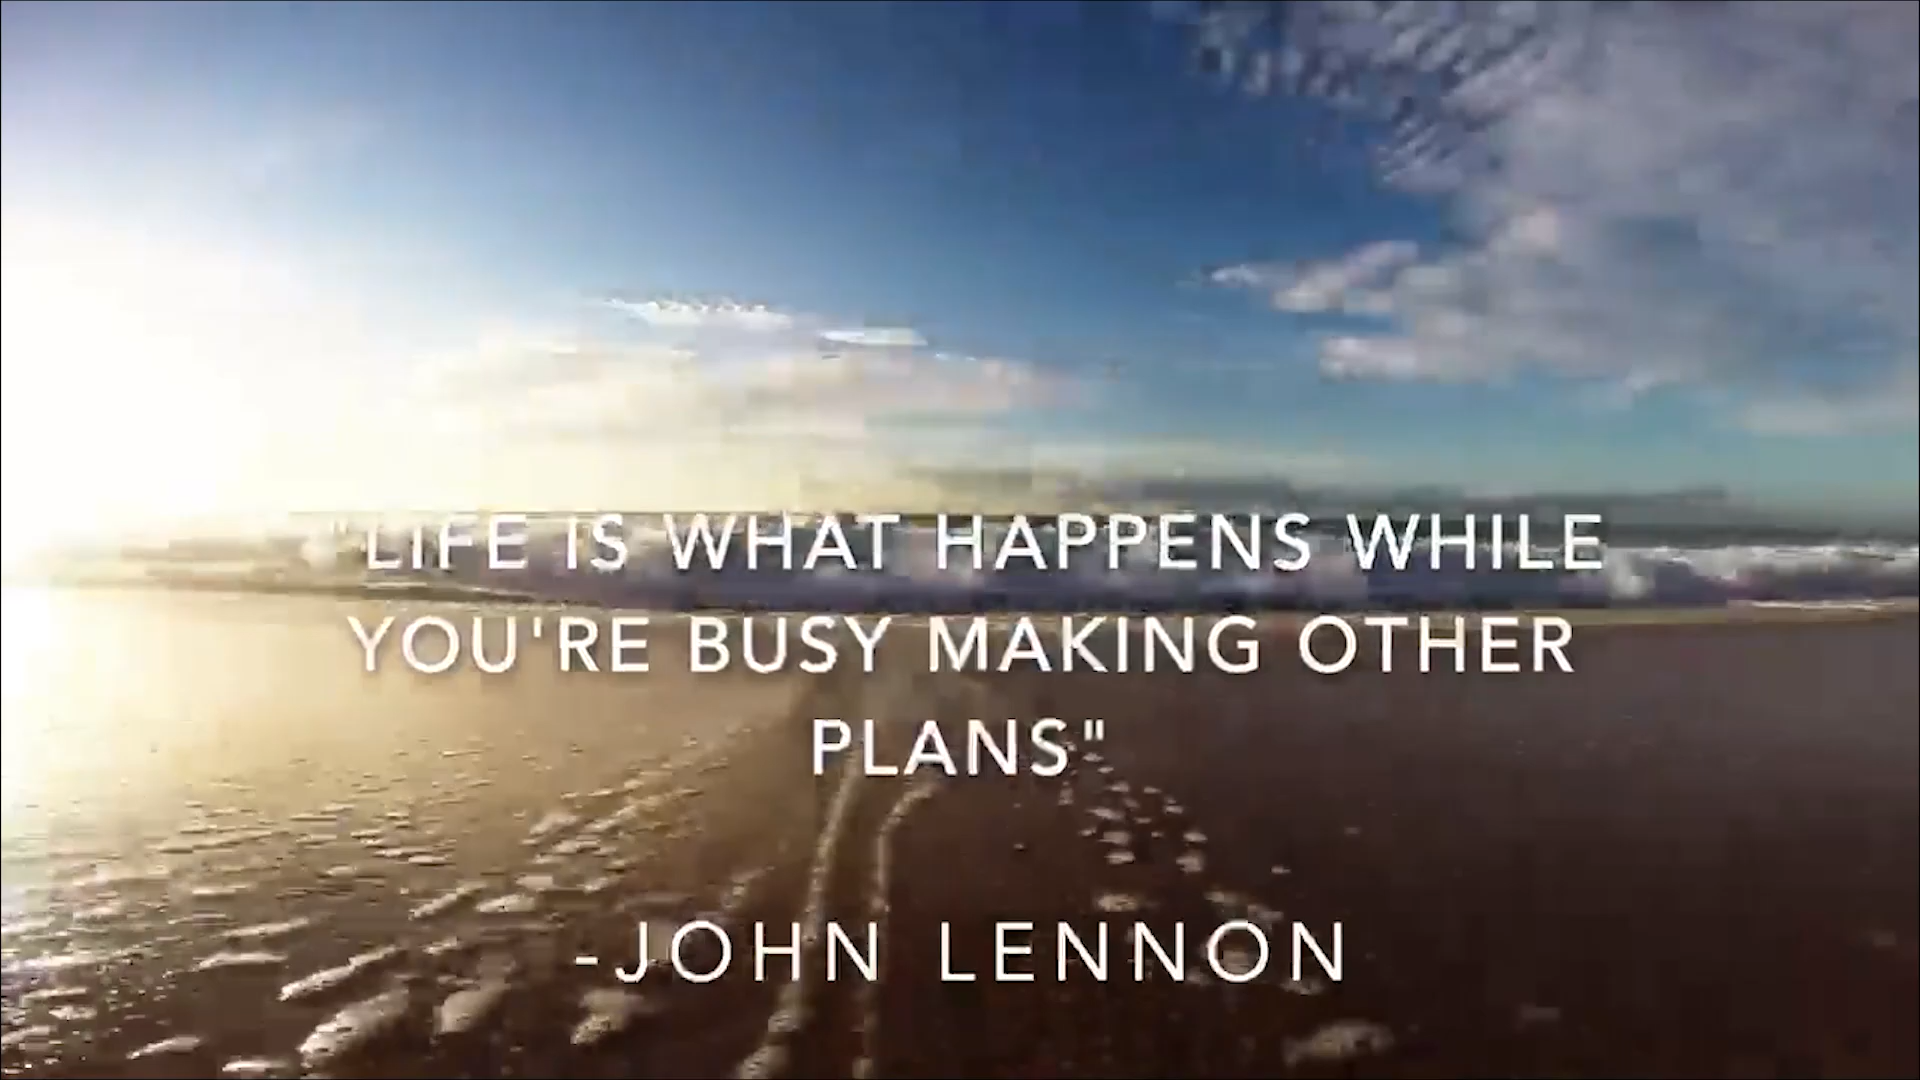 "LIFE IS WHAT HAPPENS WHILE
YOU'RE BUSY MAKING OTHER
PLANS"
-JOHN LENNON